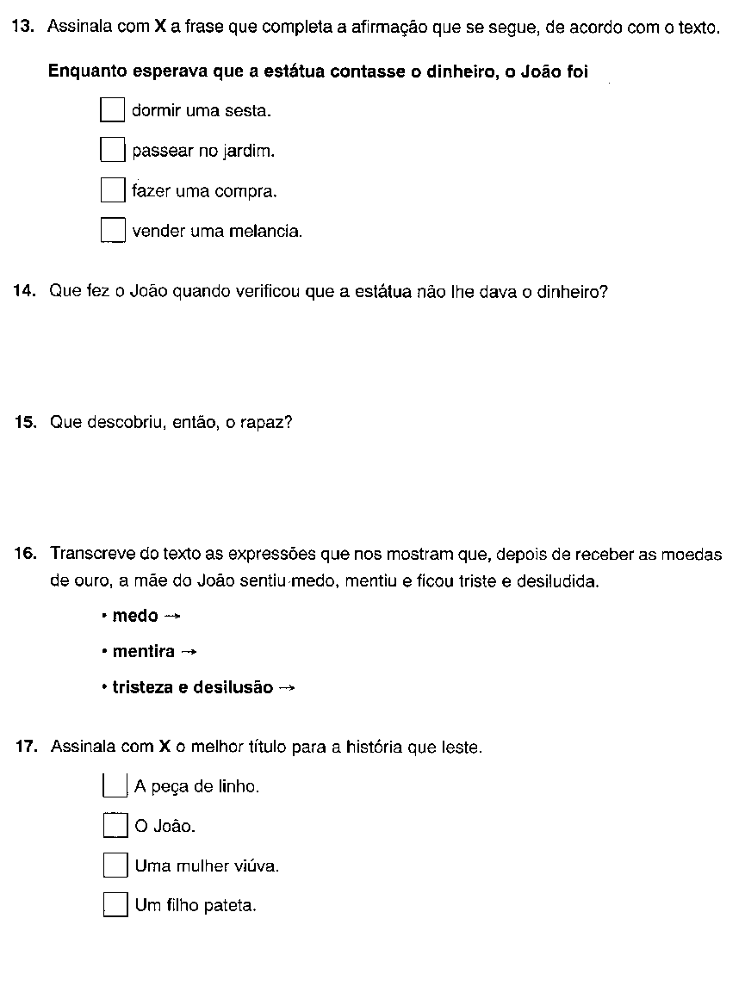 13. Assinala com X a frase que completa a afirmação que se segue, de acordo com o texto.
Enquanto esperava que a estátua contasse o dinheiro, o João foi
dormir uma sesta.
passear no jardim.
fazer uma compra.
vender uma melancia.
14. Que fez o João quando verificou que a estátua não lhe dava o dinheiro?
15. Que descobriu, então, o rapaz?
16. Transcreve do texto as expressões que nos mostram que, depois de receber as moedas
de ouro, a mãe do João sentiu medo, mentiu e ficou triste e desiludida.
• medo →
• mentira →
• tristeza e desilusão →
17. Assinala com X o melhor título para a história que leste.
A peça de linho.
O João.
Uma mulher viúva.
Um filho pateta.